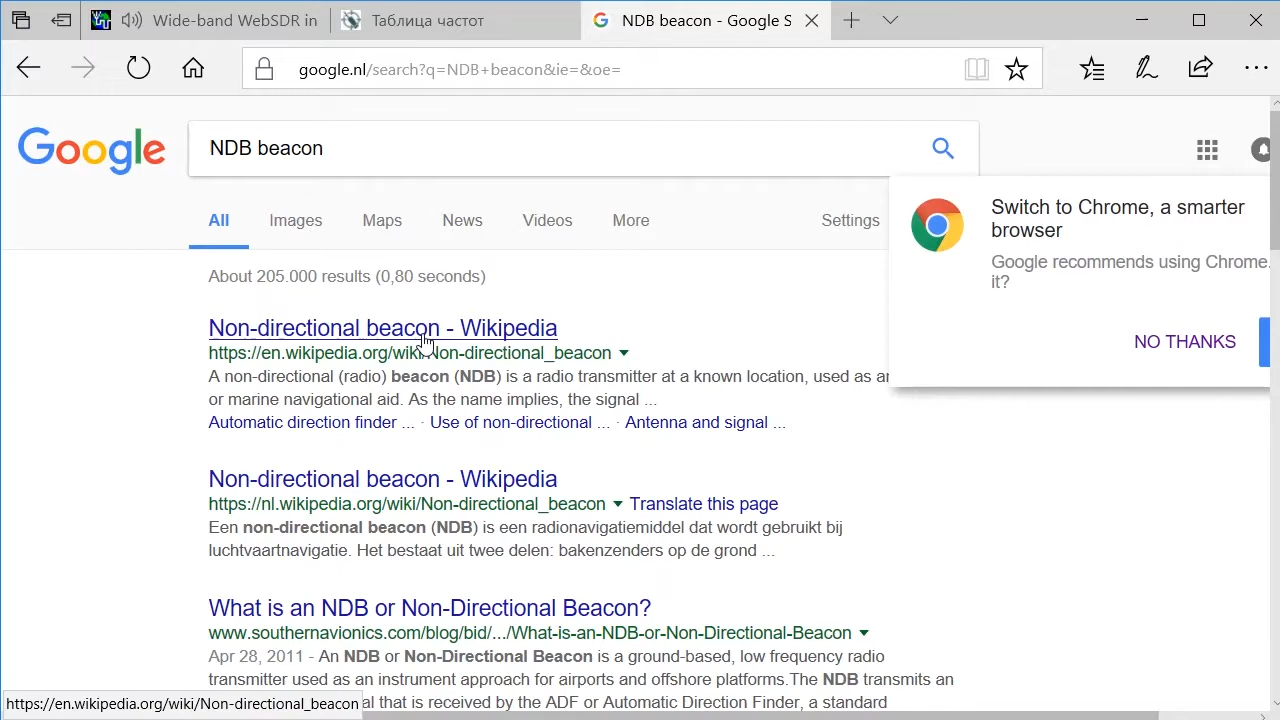 Wide-band WebSDR in
Таблица частот
NDB beacon - Google S
google.nl/search?q=NDB+beacon&ie=&oe=
Google
NDB beacon
All Images Maps News Videos More Settings
Switch to Chrome, a smarter
browser
Google recommends using Chrome.
it?
NO THANKS
About 205.000 results (0,80 seconds)
Non-directional beacon - Wikipedia
https://en.wikipedia.org/wiki/Non-directional_beacon
A non-directional (radio) beacon (NDB) is a radio transmitter at a known location, used as an
or marine navigational aid. As the name implies, the signal ...
Automatic direction finder ... · Use of non-directional ... · Antenna and signal ...
Non-directional beacon - Wikipedia
https://nl.wikipedia.org/wiki/Non-directional_beacon Translate this page
Een non-directional beacon (NDB) is een radionavigatiemiddel dat wordt gebruikt bij
luchtvaartnavigatie. Het bestaat uit twee delen: bakenzenders op de grond ...
What is an NDB or Non-Directional Beacon?
www.southernavionics.com/blog/bid/.../What-is-an-NDB-or-Non-Directional-Beacon
Apr 28, 2011 - An NDB or Non-Directional Beacon is a ground-based, low frequency radio
transmitter used as an instrument approach for airports and offshore platforms.The NDB transmits an
al that is received by the ADF or Automatic Direction Finder, a standard
https://en.wikipedia.org/wiki/Non-directional_beacon